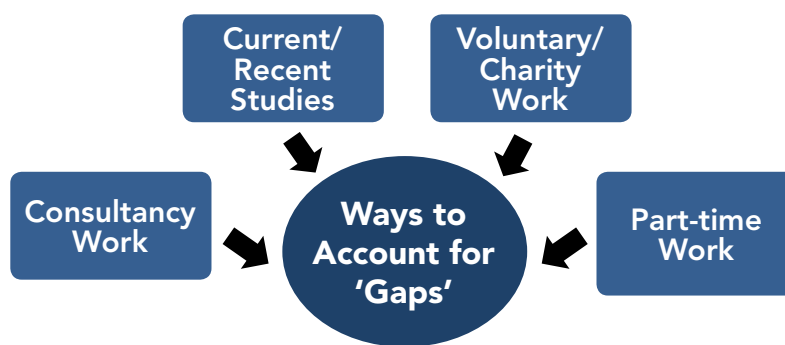 Current/
Recent
Studies
Voluntary/
Charity
Work
Consultancy
Work
Ways to
Account for
‘Gaps’
Part-time
Work